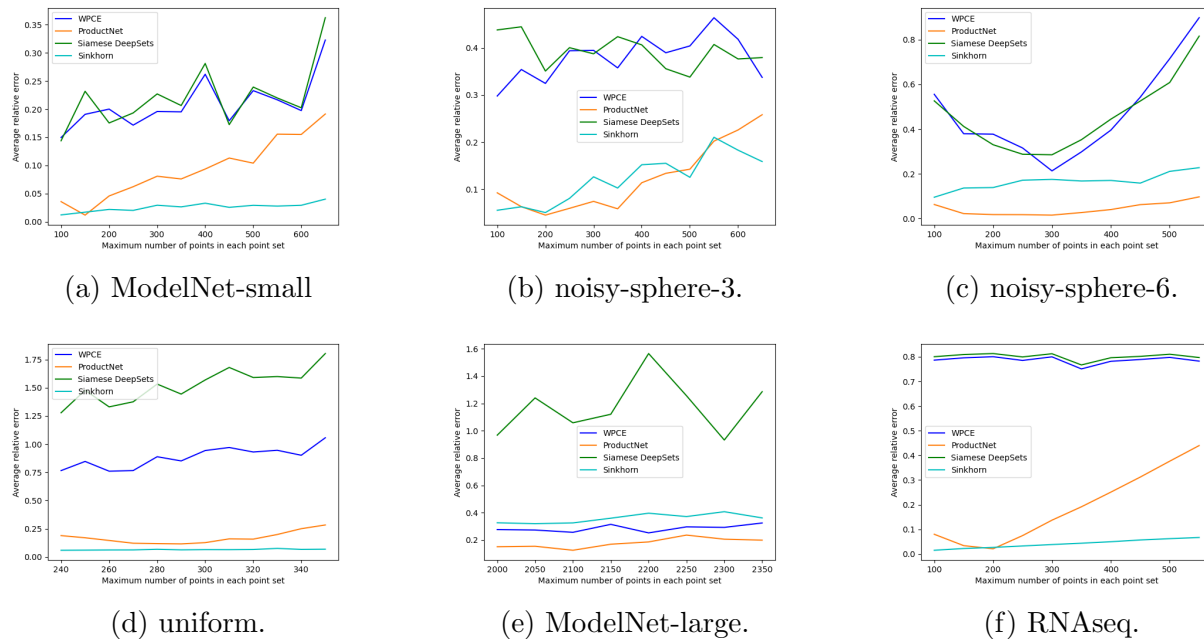 Average relative error
0.35
0.30
0.25
0.20
0.15
0.10
0.05
0.00
WPCE
ProductNet
Siamese DeepSets
Sinkhorn
100 200 300 400 500 600
Maximum number of points in each point set
(a) ModelNet-small
Average relative error
0.4
0.3
0.2
0.1
WPCE
ProductNet
Siamese DeepSets
Sinkhorn
100 200 300 400 500 600
Maximum number of points in each point set
(b) noisy-sphere-3.
Average relative error
0.8
0.6
0.4
0.2
0.0
WPCE
ProductNet
Siamese DeepSets
Sinkhorn
100 200 300 400 500
Maximum number of points in each point set
(c) noisy-sphere-6.
Average relative error
1.75
1.50
1.25
1.00
0.75
0.50
0.25
0.00
WPCE
ProductNet
Siamese DeepSets
Sinkhorn
240 260 280 300 320 340
Maximum number of points in each point set
(d) uniform.
Average relative error
1.6
1.4
1.2
1.0
0.8
0.6
0.4
0.2
WPCE
ProductNet
Siamese DeepSets
Sinkhorn
2000 2050 2100 2150 2200 2250 2300 2350
Maximum number of points in each point set
(e) ModelNet-large.
Average relative error
0.8
0.7
0.6
0.5
0.4
0.3
0.2
0.1
0.0
WPCE
ProductNet
Siamese DeepSets
Sinkhorn
100 200 300 400 500
Maximum number of points in each point set
(f) RNAseq.